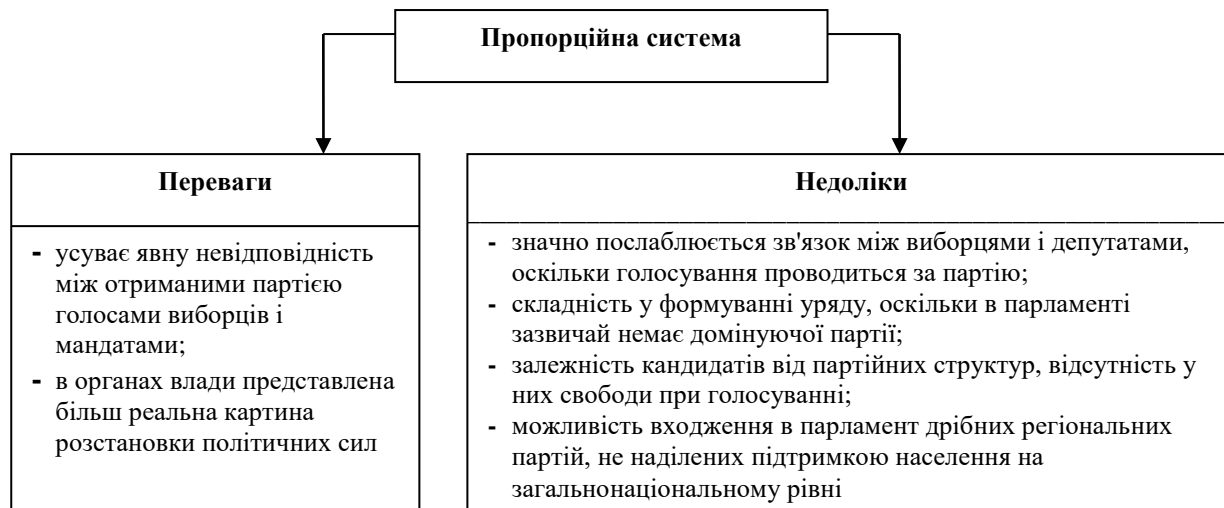 Пропорційна система
Переваги
- усуває явну невідповідність
між отриманими партією
голосами виборців і
мандатами;
- в органах влади представлена
більш реальна картина
розстановки політичних сил
Недоліки
- значно послаблюється зв'язок між виборцями і депутатами,
оскільки голосування проводиться за партію;
- складність у формуванні уряду, оскільки в парламенті
зазвичай немає домінуючої партії;
- залежність кандидатів від партійних структур, відсутність у
них свободи при голосуванні;
- можливість входження в парламент дрібних регіональних
партій, не наділених підтримкою населення на
загальнонаціональному рівні